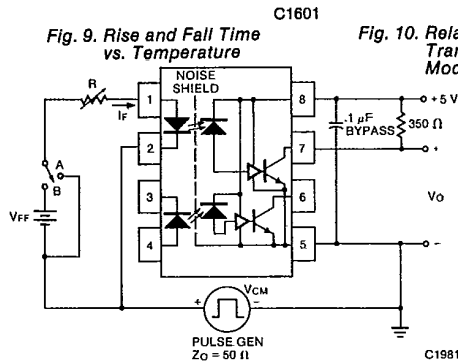 C1601
Fig. 9. Rise and Fall Time
vs. Temperature
Fig. 10. Rela
Tran
Mod
NOISE
SHIELD
R
IF
1
2
3
4
8
7
6
5
+5 V
.1 µF
BYPASS
350 Ω
+
A
B
VFF
VO
-
VCM
+
-
PULSE GEN
ZO = 50 Ω
C1981